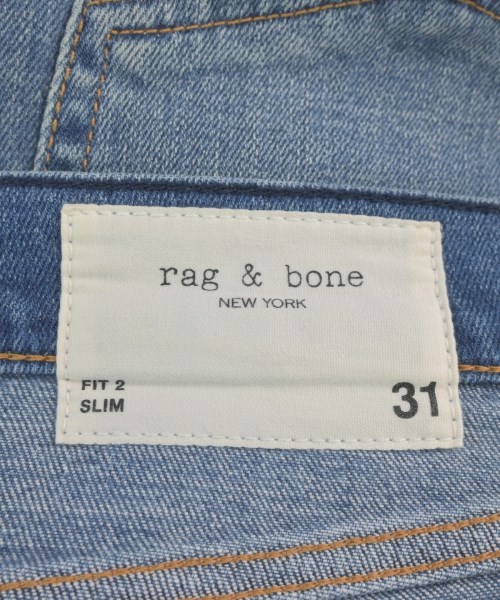 rag & bone
NEW YORK
FIT 2
SLIM
31